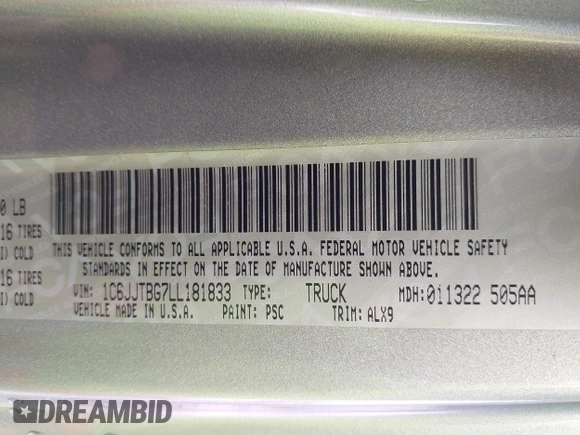 0 LB
16 TIRES
I) COLD
16 TIRES
I) COLD
THIS VEHICLE CONFORMS TO ALL APPLICABLE U.S.A. FEDERAL MOTOR VEHICLE SAFETY
STANDARDS IN EFFECT ON THE DATE OF MANUFACTURE SHOWN ABOVE.
VIN: 1C6JJTBG7LL181833 TYPE: TRUCK MDH:011322 505AA
VEHICLE MADE IN U.S.A. PAINT: PSC TRIM: ALX9
DREAMBID